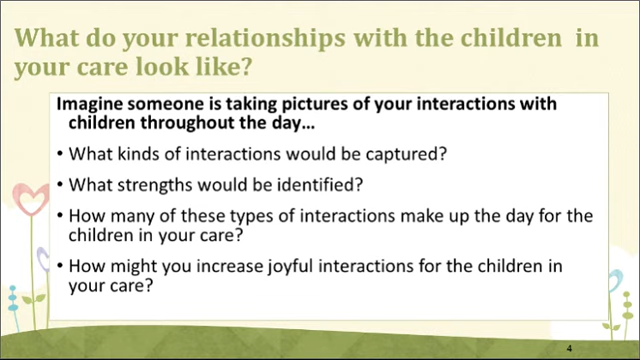 What do your relationships with the children in
your care look like?
Imagine someone is taking pictures of your interactions with
children throughout the day…
• What kinds of interactions would be captured?
• What strengths would be identified?
• How many of these types of interactions make up the day for the
children in your care?
• How might you increase joyful interactions for the children in
your care?
4